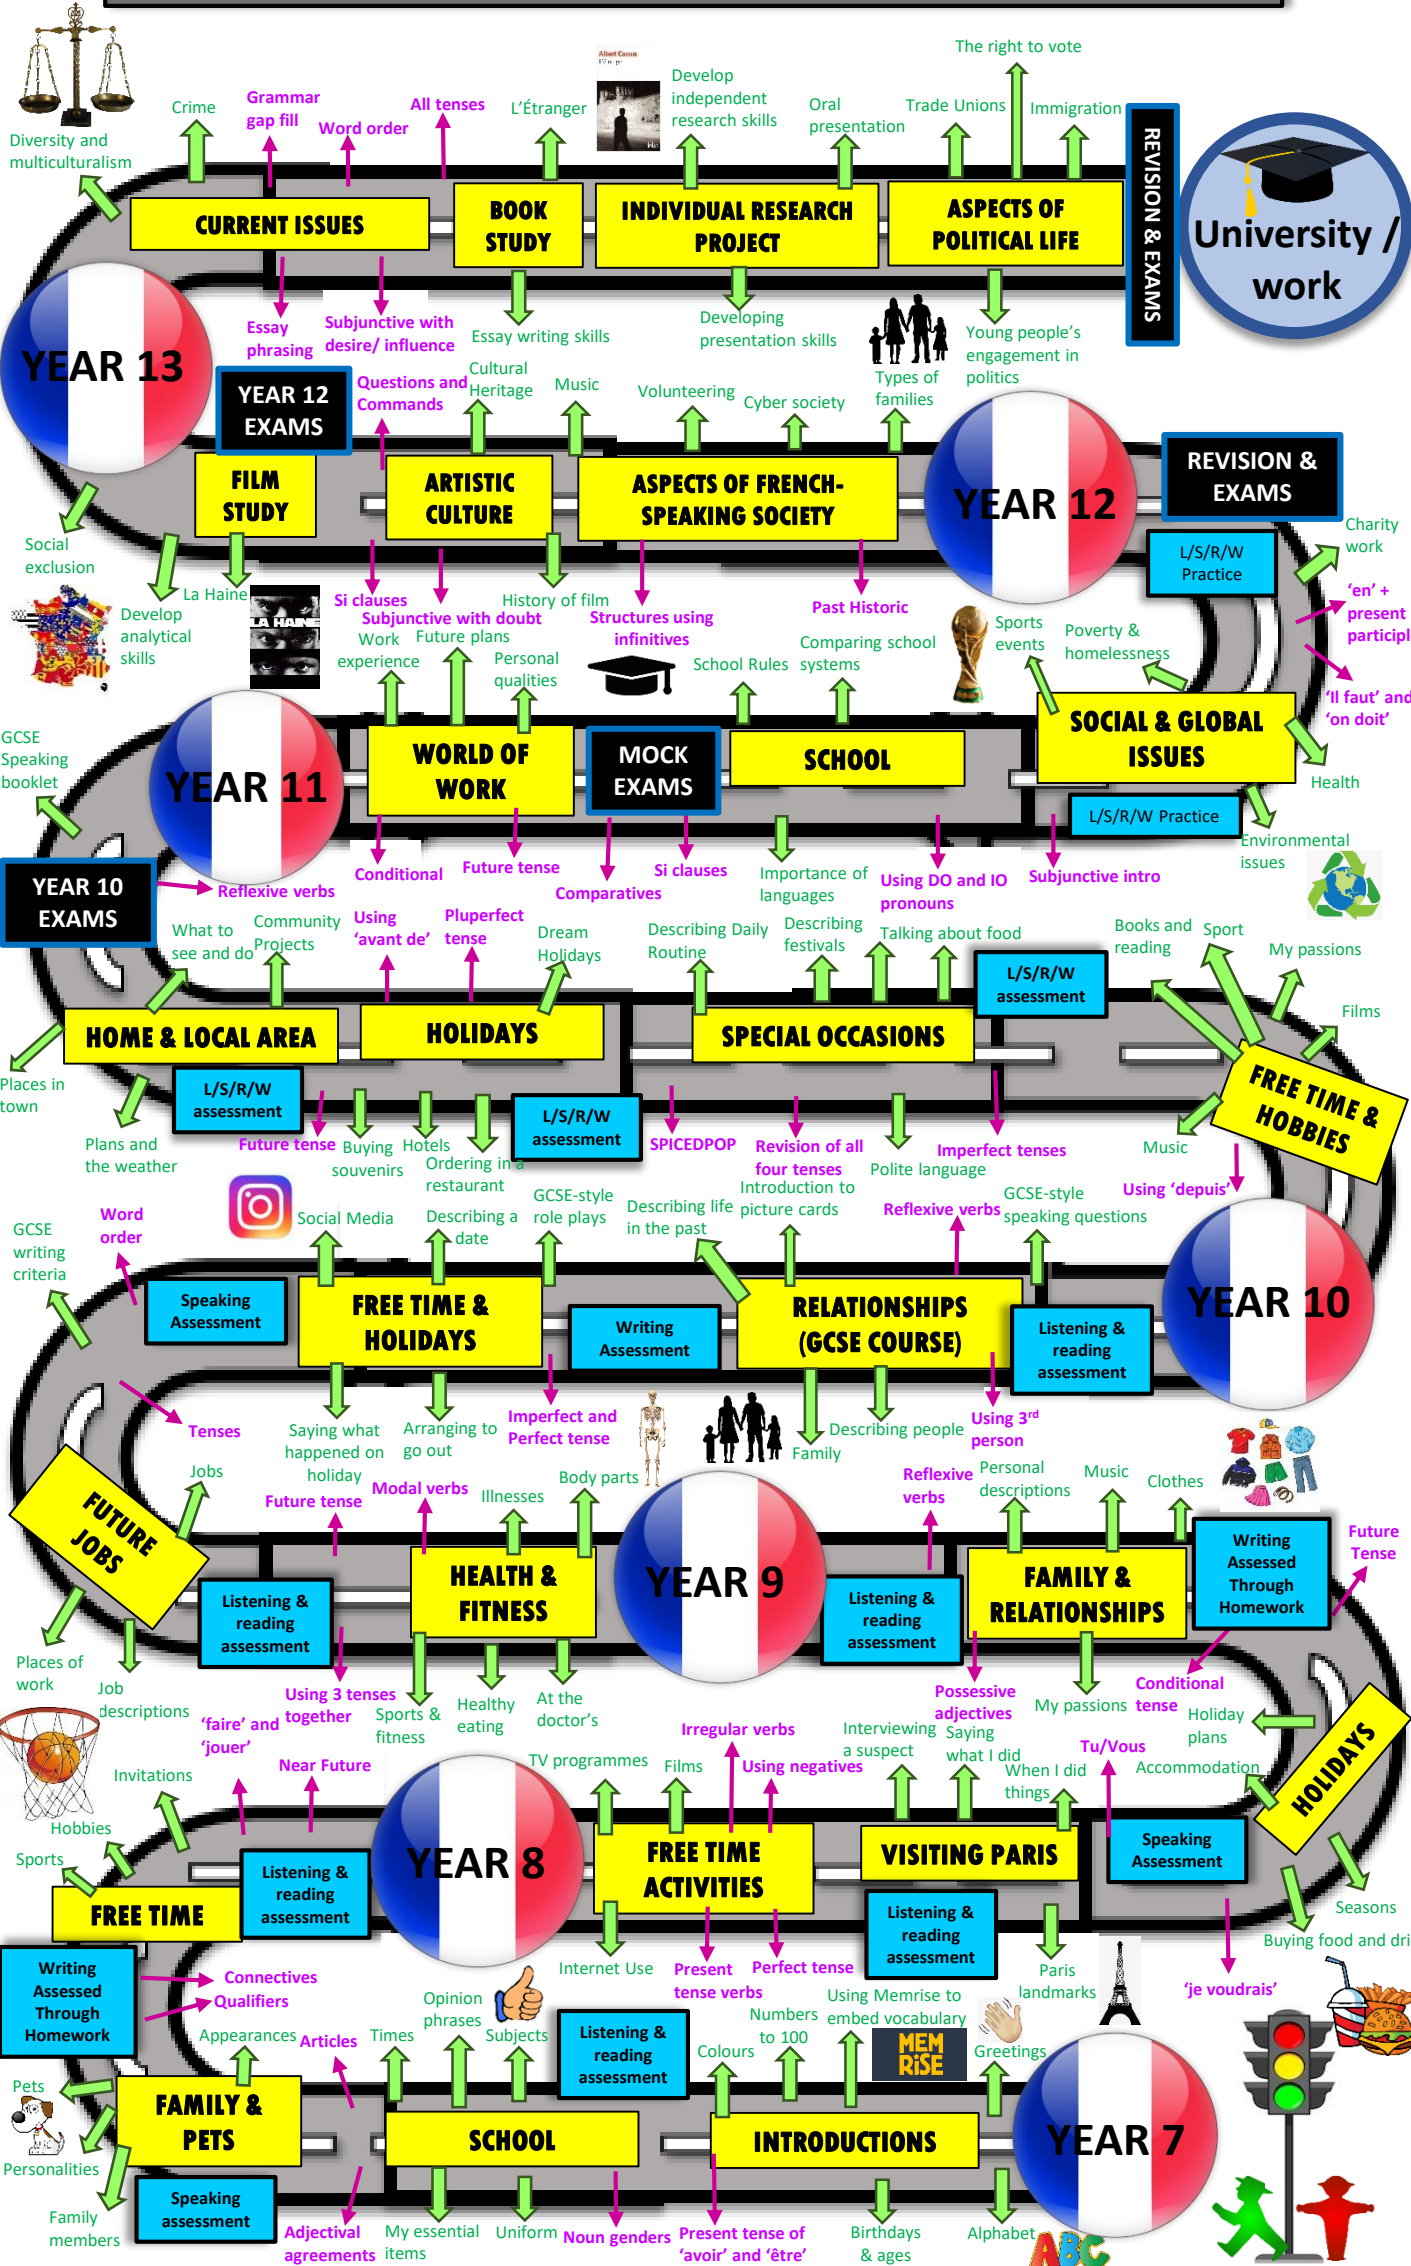 The right to vote
Albert Camus
L'Étranger
Develop
independent
research skills
Oral
presentation
Trade Unions
Immigration
Crime
Grammar
gap fill
Word order
All tenses
Diversity and
multiculturalism
CURRENT ISSUES
BOOK
STUDY
INDIVIDUAL RESEARCH
PROJECT
ASPECTS OF
POLITICAL LIFE
REVISION & EXAMS
University /
work
Essay
phrasing
Subjunctive with
desire/ influence
Essay writing skills
Developing
presentation skills
Young people's
engagement in
politics
YEAR 13
YEAR 12
EXAMS
Questions and
Commands
Cultural
Heritage
Music
Volunteering
Cyber society
Types of
families
FILM
STUDY
ARTISTIC
CULTURE
ASPECTS OF FRENCH-
SPEAKING SOCIETY
YEAR 12
REVISION &
EXAMS
L/S/R/W
Practice
Charity
work
'en' +
present
participl
'Il faut' and
'on doit'
Social
exclusion
Develop
analytical
skills
La Haine
LA HAINE
Si clauses
Subjunctive with doubt
History of film
Structures using
infinitives
Past Historic
Work
experience
Future plans
Personal
qualities
School Rules
Comparing school
systems
Sports
events
Poverty &
homelessness
GCSE
Speaking
booklet
YEAR 11
WORLD OF
WORK
MOCK
EXAMS
SCHOOL
SOCIAL & GLOBAL
ISSUES
Health
L/S/R/W Practice
Environmental
issues
YEAR 10
EXAMS
Reflexive verbs
Conditional
Future tense
Comparatives
Si clauses
Importance of
languages
Using DO and IO
pronouns
Subjunctive intro
What to
see and do
Community
Projects
Using
'avant de'
Pluperfect
tense
Dream
Holidays
Describing Daily
Routine
Describing
festivals
Talking about food
L/S/R/W
assessment
Books and
reading
Sport
My passions
Films
HOME & LOCAL AREA
HOLIDAYS
SPECIAL OCCASIONS
FREE TIME &
HOBBIES
Places in
town
L/S/R/W
assessment
Plans and
the weather
Future tense
Buying
souvenirs
Hotels
Ordering in a
restaurant
L/S/R/W
assessment
SPICEDPOP
Revision of all
four tenses
Polite language
Imperfect tenses
Music
Using 'depuis'
GCSE
writing
criteria
Word
order
Social Media
Describing a
date
GCSE-style
role plays
Describing life
in the past
Introduction to
picture cards
Reflexive verbs
GCSE-style
speaking questions
Speaking
Assessment
FREE TIME &
HOLIDAYS
Writing
Assessment
RELATIONSHIPS
(GCSE COURSE)
Listening &
reading
assessment
YEAR 10
Tenses
Saying what
happened on
holiday
Arranging to
go out
Imperfect and
Perfect tense
Family
Describing people
Using 3rd
person
FUTURE
JOBS
Jobs
Future tense
Modal verbs
Illnesses
Body parts
Reflexive
verbs
Personal
descriptions
Music
Clothes
Listening &
reading
assessment
HEALTH &
FITNESS
YEAR 9
Listening &
reading
assessment
FAMILY &
RELATIONSHIPS
Writing
Assessed
Through
Homework
Future
Tense
Places of
work
Job
descriptions
Using 3 tenses
together
Sports &
fitness
Healthy
eating
At the
doctor's
Possessive
adjectives
My passions
Conditional
tense
Holiday
plans
'faire' and
'jouer'
Near Future
Invitations
Hobbies
Sports
TV programmes
Films
Irregular verbs
Using negatives
Interviewing
a suspect
Saying
what I did
When I did
things
Tu/Vous
Accommodation
HOLIDAYS
FREE TIME
Listening &
reading
assessment
YEAR 8
FREE TIME
ACTIVITIES
VISITING PARIS
Listening &
reading
assessment
Speaking
Assessment
Seasons
Buying food and dri
Writing
Assessed
Through
Homework
Connectives
Qualifiers
Internet Use
Present
tense verbs
Perfect tense
Paris
landmarks
'je voudrais'
Appearances
Articles
Times
Opinion
phrases
Subjects
Listening &
reading
assessment
Colours
Numbers
to 100
Using Memrise to
embed vocabulary
MEM
RiSE
Greetings
Pets
Personalities
Family
members
FAMILY &
PETS
SCHOOL
INTRODUCTIONS
YEAR 7
Speaking
assessment
Adjectival
agreements
My essential
items
Uniform
Noun genders
Present tense of
'avoir' and 'être'
Birthdays
& ages
Alphabet
ABC